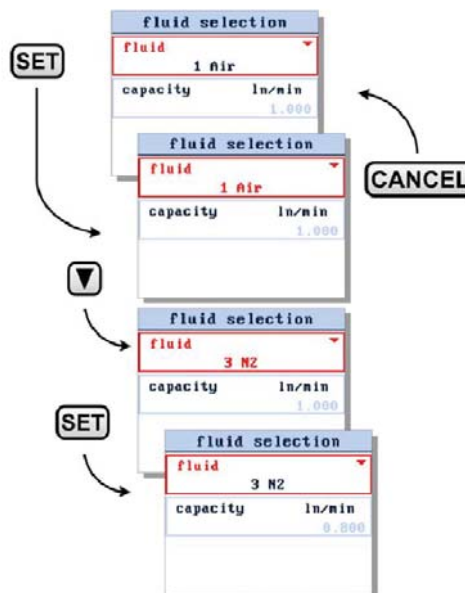 fluid selection
fluid
1 Air
capacity ln/min
1.000
SET
CANCEL
fluid selection
fluid
1 Air
capacity ln/min
1.000
▼
fluid selection
fluid
3 N2
capacity ln/min
1.000
SET
fluid selection
fluid
3 N2
capacity ln/min
0.800